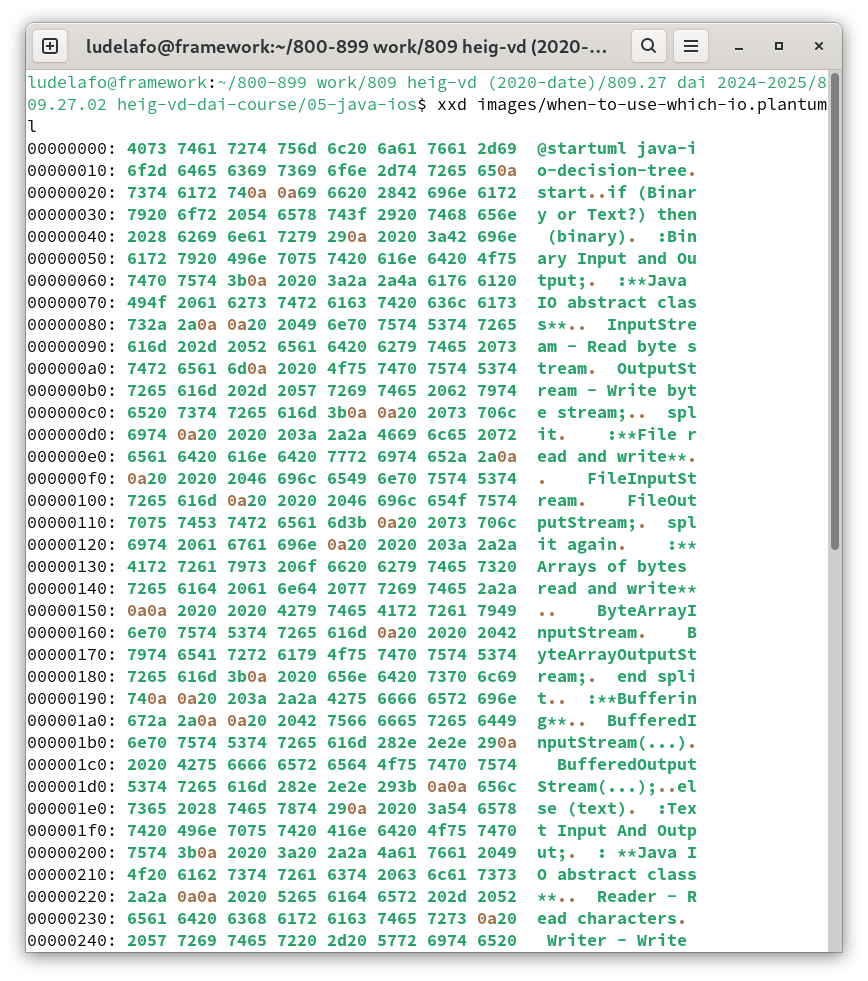 ludelafo@framework:~/800-899 work/809 heig-vd (2020-...
ludelafo@framework:~/800-899 work/809 heig-vd (2020-date)/809.27 dai 2024-2025/8
09.27.02 heig-vd-dai-course/05-java-ios$ xxd images/when-to-use-which-io.plantum
l
00000000: 4073 7461 7274 756d 6c20 6a61 7661 2d69  @startuml java-i
00000010: 6f2d 6465 6369 7369 6f6e 2d74 7265 650a  o-decision-tree.
00000020: 7374 6172 740a 0a69 6620 2842 696e 6172  start..if (Binar
00000030: 7920 6f72 2054 6578 743f 2920 7468 656e  y or Text?) then
00000040: 2028 6269 6e61 7279 290a 2020 3a42 696e   (binary).  :Bin
00000050: 6172 7920 496e 7075 7420 616e 6420 4f75  ary Input and Ou
00000060: 7470 7574 3b0a 2020 3a2a 2a4a 6176 6120  tput;.  :**Java 
00000070: 494f 2061 6273 7472 6163 7420 636c 6173  IO abstract clas
00000080: 732a 2a0a 0a20 2049 6e70 7574 5374 7265  s**..  InputStre
00000090: 616d 202d 2052 6561 6420 6279 7465 2073  am - Read byte s
000000a0: 7472 6561 6d0a 2020 4f75 7470 7574 5374  tream.  OutputSt
000000b0: 7265 616d 202d 2057 7269 7465 2062 7974  ream - Write byt
000000c0: 6520 7374 7265 616d 3b0a 0a20 2073 706c  e stream;..  spl
000000d0: 6974 0a20 2020 203a 2a2a 4669 6c65 2072  it.    :**File r
000000e0: 6561 6420 616e 6420 7772 6974 652a 2a0a  ead and write**.
000000f0: 0a20 2020 2046 696c 6549 6e70 7574 5374  .    FileInputSt
00000100: 7265 616d 0a20 2020 2046 696c 654f 7574  ream.    FileOut
00000110: 7075 7453 7472 6561 6d3b 0a20 2073 706c  putStream;.  spl
00000120: 6974 2061 6761 696e 0a20 2020 203a 2a2a  it again.    :**
00000130: 4172 7261 7973 206f 6620 6279 7465 7320  Arrays of bytes 
00000140: 7265 6164 2061 6e64 2077 7269 7465 2a2a  read and write**
00000150: 0a0a 2020 2020 4279 7465 4172 7261 7949  ..    ByteArrayI
00000160: 6e70 7574 5374 7265 616d 0a20 2020 2042  nputStream.    B
00000170: 7974 6541 7272 6179 4f75 7470 7574 5374  yteArrayOutputSt
00000180: 7265 616d 3b0a 2020 656e 6420 7370 6c69  ream;.  end spli
00000190: 740a 0a20 203a 2a2a 4275 6666 6572 696e  t..  :**Bufferin
000001a0: 672a 2a0a 0a20 2042 7566 6665 7265 6449  g**..  BufferedI
000001b0: 6e70 7574 5374 7265 616d 282e 2e2e 290a  nputStream(...).
000001c0: 2020 4275 6666 6572 6564 4f75 7470 7574    BufferedOutput
000001d0: 5374 7265 616d 282e 2e2e 293b 0a0a 656c  Stream(...);..el
000001e0: 7365 2028 7465 7874 290a 2020 3a54 6578  se (text).  :Tex
000001f0: 7420 496e 7075 7420 416e 6420 4f75 7470  t Input And Outp
00000200: 7574 3b0a 2020 3a20 2a2a 4a61 7661 2049  ut;.  : **Java I
00000210: 4f20 6162 7374 7261 6374 2063 6c61 7373  O abstract class
00000220: 2a2a 0a0a 2020 5265 6164 6572 202d 2052  **..  Reader - R
00000230: 6561 6420 6368 6172 6163 7465 7273 0a20  ead characters. 
00000240: 2057 7269 7465 7220 2d20 5772 6974 6520   Writer - Write